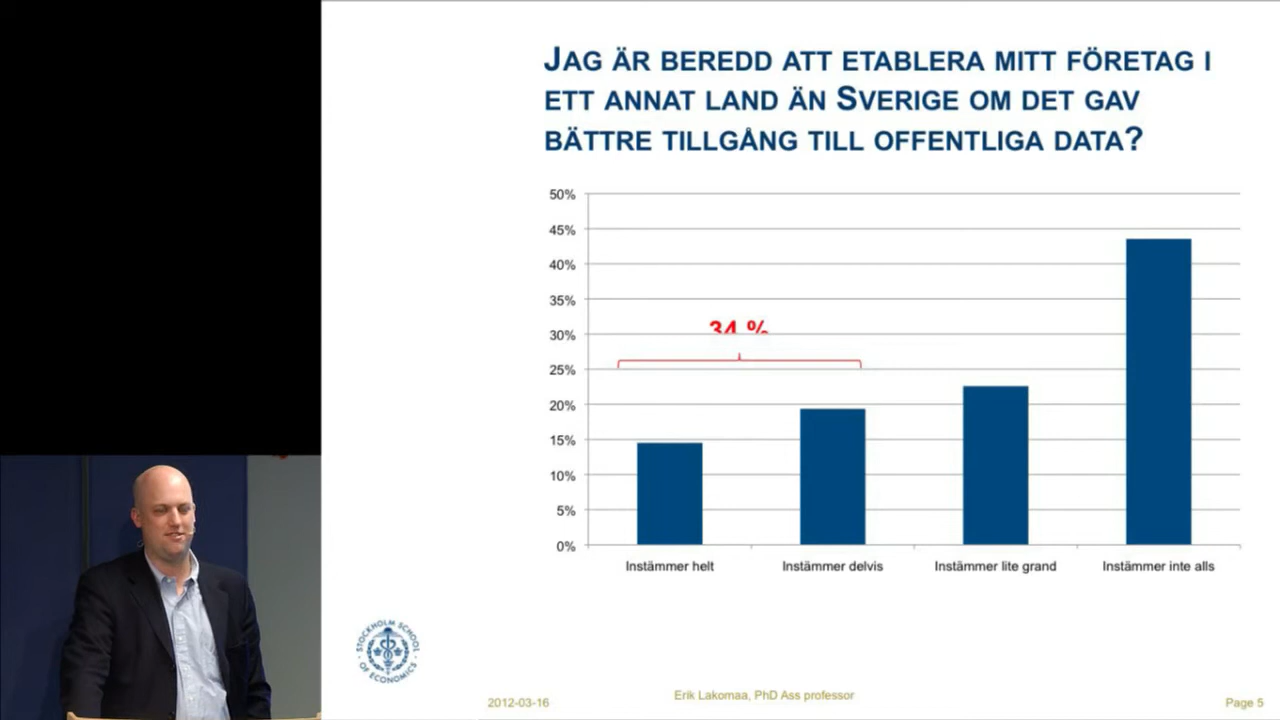 JAG ÄR BEREDD ATT ETABLERA MITT FÖRETAG I
ETT ANNAT LAND ÄN SVERIGE OM DET GAV
BÄTTRE TILLGÅNG TILL OFFENTLIGA DATA?
50%
45%
40%
35%
30%
25%
20%
15%
10%
5%
0%
34 %
Instämmer helt
Instämmer delvis
Instämmer lite grand
Instämmer inte alls
STOCKHOLM SCHOOL
OF ECONOMICS
2012-03-16
Erik Lakomaa, PhD Ass professor
Page 5